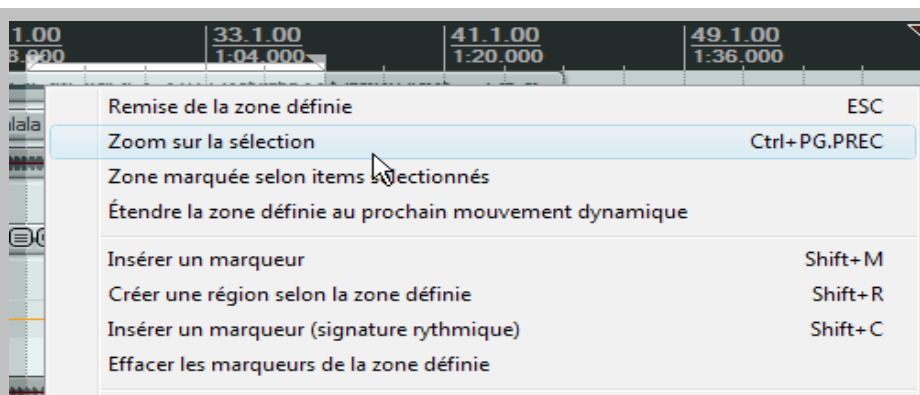 1.00 33.1.00 41.1.00 49.1.00
8.000 1:04.000 1:20.000 1:36.000
lala
Remise de la zone définie ESC
Zoom sur la sélection Ctrl+PG.PREC
Zone marquée selon items sélectionnés
Étendre la zone définie au prochain mouvement dynamique
Insérer un marqueur Shift+M
Créer une région selon la zone définie Shift+R
Insérer un marqueur (signature rythmique) Shift+C
Effacer les marqueurs de la zone définie